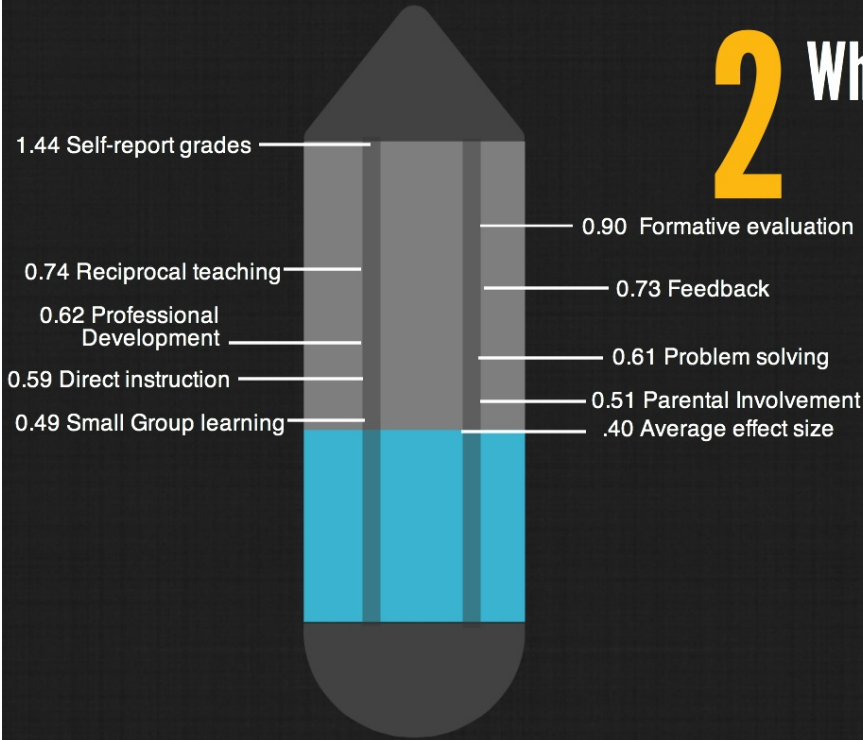 2 Wh
1.44 Self-report grades
0.90 Formative evaluation
0.74 Reciprocal teaching
0.73 Feedback
0.62 Professional
Development
0.61 Problem solving
0.59 Direct instruction
0.51 Parental Involvement
0.49 Small Group learning
.40 Average effect size